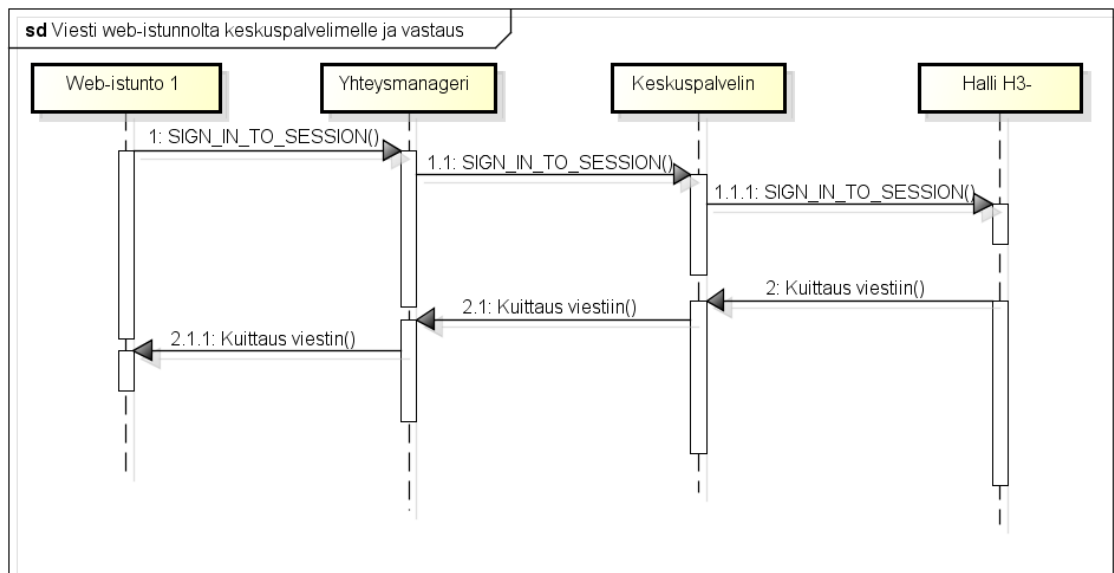 sd Viesti web-istunnolta keskuspalvelimelle ja vastaus
Web-istunto 1
Yhteysmanageri
Keskuspalvelin
Halli H3-
1: SIGN_IN_TO_SESSION()
1.1: SIGN_IN_TO_SESSION()
1.1.1: SIGN_IN_TO_SESSION()
2: Kuittaus viestiin()
2.1: Kuittaus viestiin()
2.1.1: Kuittaus viestin()